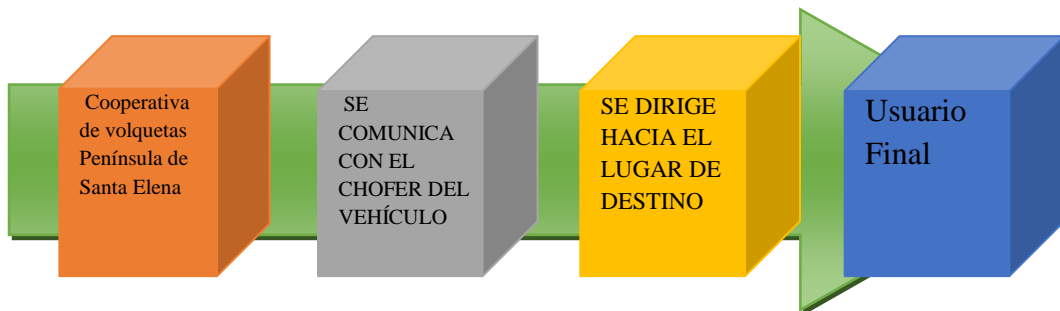 Cooperativa
de volquetas
Península de
Santa Elena
SE
COMUNICA
CON EL
CHOFER DEL
VEHÍCULO
SE DIRIGE
HACIA EL
LUGAR DE
DESTINO
Usuario
Final